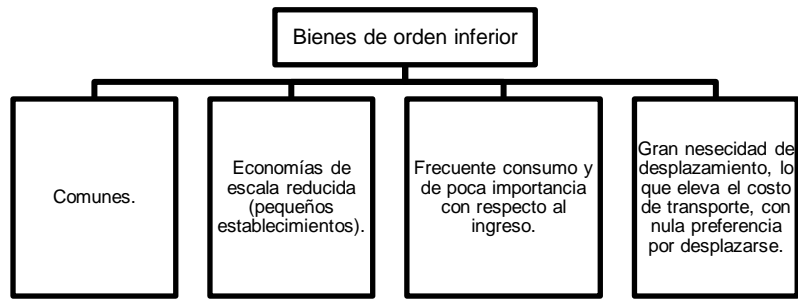 Bienes de orden inferior
Comunes.
Economías de
escala reducida
(pequeños
establecimientos).
Frecuente consumo y
de poca importancia
con respecto al
ingreso.
Gran nesecidad de
desplazamiento, lo
que eleva el costo
de transporte, con
nula preferencia
por desplazarse.